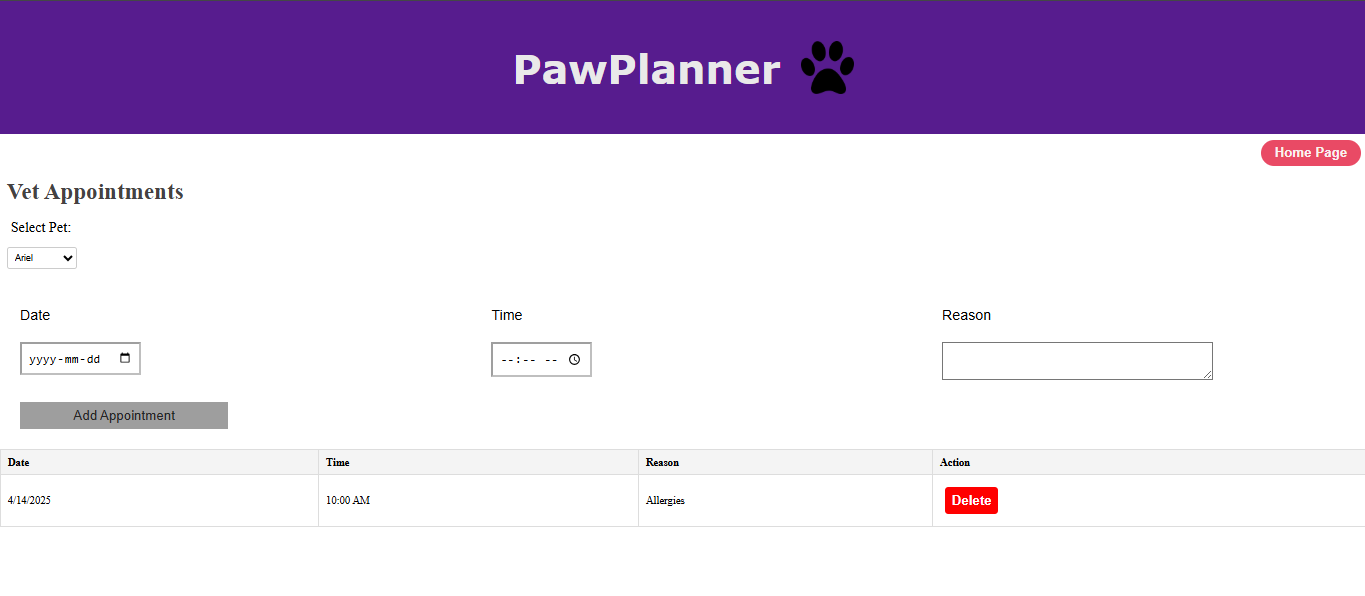 PawPlanner
Home Page
Vet Appointments
Select Pet:
Ariel
Date Time Reason
yyyy-mm-dd --:-- --
Add Appointment
Date Time Reason Action
4/14/2025 10:00 AM Allergies Delete